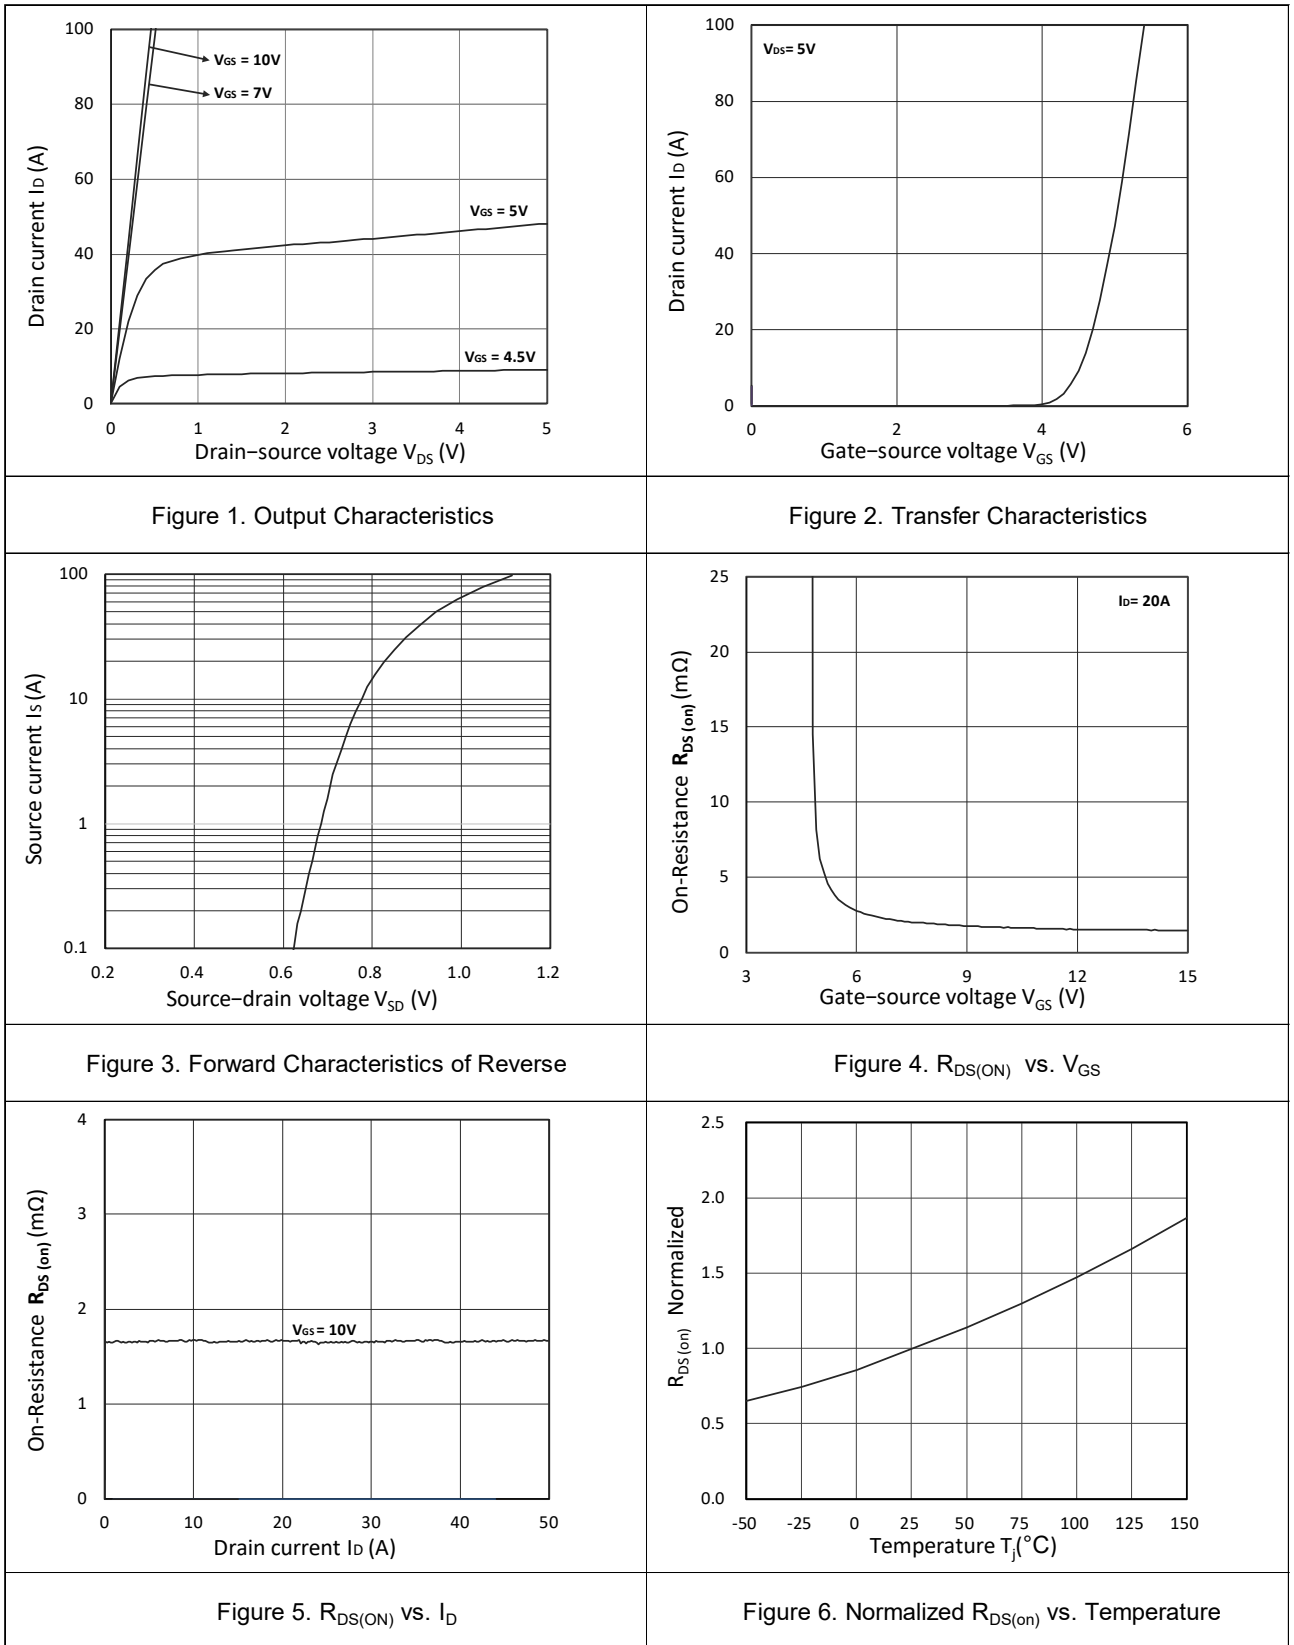 100
80
60
40
20
0
Drain current ID (A)
VGS = 10V
VGS = 7V
VGS = 5V
VGS = 4.5V
0 1 2 3 4 5
Drain−source voltage VDS (V)
Figure 1. Output Characteristics
100
80
60
40
20
0
Drain current ID (A)
VDS= 5V
0 2 4 6
Gate−source voltage VGS (V)
Figure 2. Transfer Characteristics
100
10
1
0.1
Source current IS (A)
0.2 0.4 0.6 0.8 1.0 1.2
Source−drain voltage VSD (V)
Figure 3. Forward Characteristics of Reverse
25
20
15
10
5
0
On-Resistance RDS (on) (mΩ)
ID= 20A
3 6 9 12 15
Gate−source voltage VGS (V)
Figure 4. RDS(ON) vs. VGS
4
3
2
1
0
On-Resistance RDS (on) (mΩ)
VGS = 10V
0 10 20 30 40 50
Drain current ID (A)
Figure 5. RDS(ON) vs. ID
2.5
2.0
1.5
1.0
0.5
0.0
RDS (on) Normalized
-50 -25 0 25 50 75 100 125 150
Temperature Tj(°C)
Figure 6. Normalized RDS(on) vs. Temperature